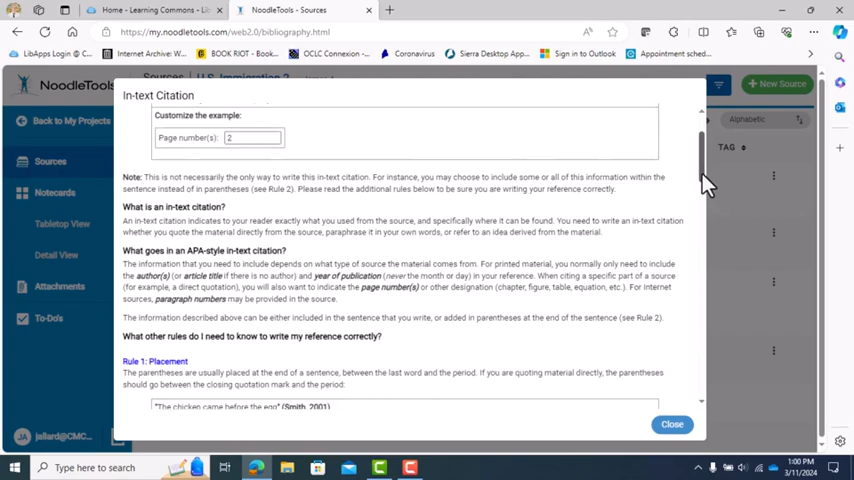 Home - Learning Commons - Lib
NoodleTools - Sources
https://my.noodletools.com/web2.0/bibliography.html
LibApps Login @ C...
Internet Archive: W...
BOOK RIOT - Book...
OCLC Connexion -...
Coronavirus
Sierra Desktop App...
Sign in to Outlook
Appointment sched...
NoodleTools
Sources
U.S. Immigration 2
New Source
In-text Citation
Customize the example:
Back to My Projects
Alphabetic
Page number(s): 2
TAG
Sources
Note: This is not necessarily the only way to write this in-text citation. For instance, you may choose to include some or all of this information within the
sentence instead of in parentheses (see Rule 2). Please read the additional rules below to be sure you are writing your reference correctly.
Notecards
What is an in-text citation?
Tabletop View
An in-text citation indicates to your reader exactly what you used from the source, and specifically where it can be found. You need to write an in-text citation
whether you quote the material directly from the source, paraphrase it in your own words, or refer to an idea derived from the material.
Detail View
What goes in an APA-style in-text citation?
The information that you need to include depends on what type of source the material comes from. For printed material, you normally only need to include
the author(s) (or article title if there is no author) and year of publication (never the month or day) in your reference. When citing a specific part of a source
Attachments
(for example, a direct quotation), you will also want to indicate the page number(s) or other designation (chapter, figure, table, equation, etc.). For internet
sources, paragraph numbers may be provided in the source.
To-Do's
The information described above can be either included in the sentence that you write, or added in parentheses at the end of the sentence (see Rule 2).
What other rules do I need to know to write my reference correctly?
Rule 1: Placement
The parentheses are usually placed at the end of a sentence, between the last word and the period. If you are quoting material directly, the parentheses
should go between the closing quotation mark and the period:
"The chicken came before the egg" (Smith, 2001)
Close
JA
jallard@CMC
Type here to search
1:00 PM
3/11/2024